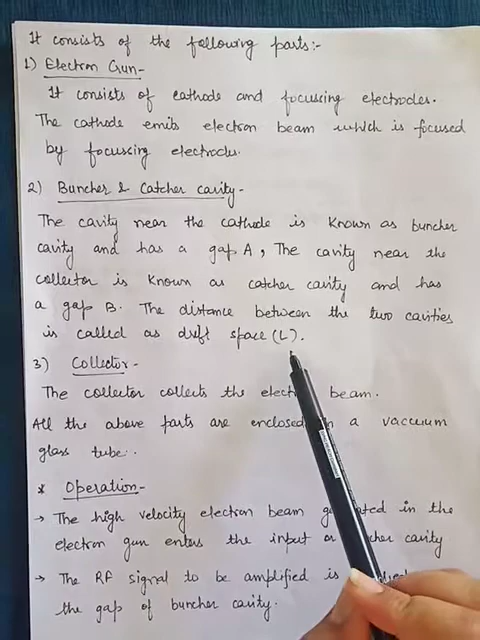 It consists of the following parts:-
1) Electron Gun-
It consists of cathode and focussing electrodes.
The cathode emits electron beam which is focused
by focussing electrodes.
2) Buncher & Catcher cavity-
The cavity near the cathode is known as buncher
cavity and has a gap A, The cavity near the
collector is known as catcher cavity and has
a gap B. The distance between the two cavities
is called as drift space (L).
3) Collector-
The collector collects the elect beam.
All the above parts are enclosed in a vaccuum
glass tube.
* Operation-
→ The high velocity electron beam in the
electron gun enters the input or cavity
→ The RF signal to be amplified is
the gap of buncher cavity.